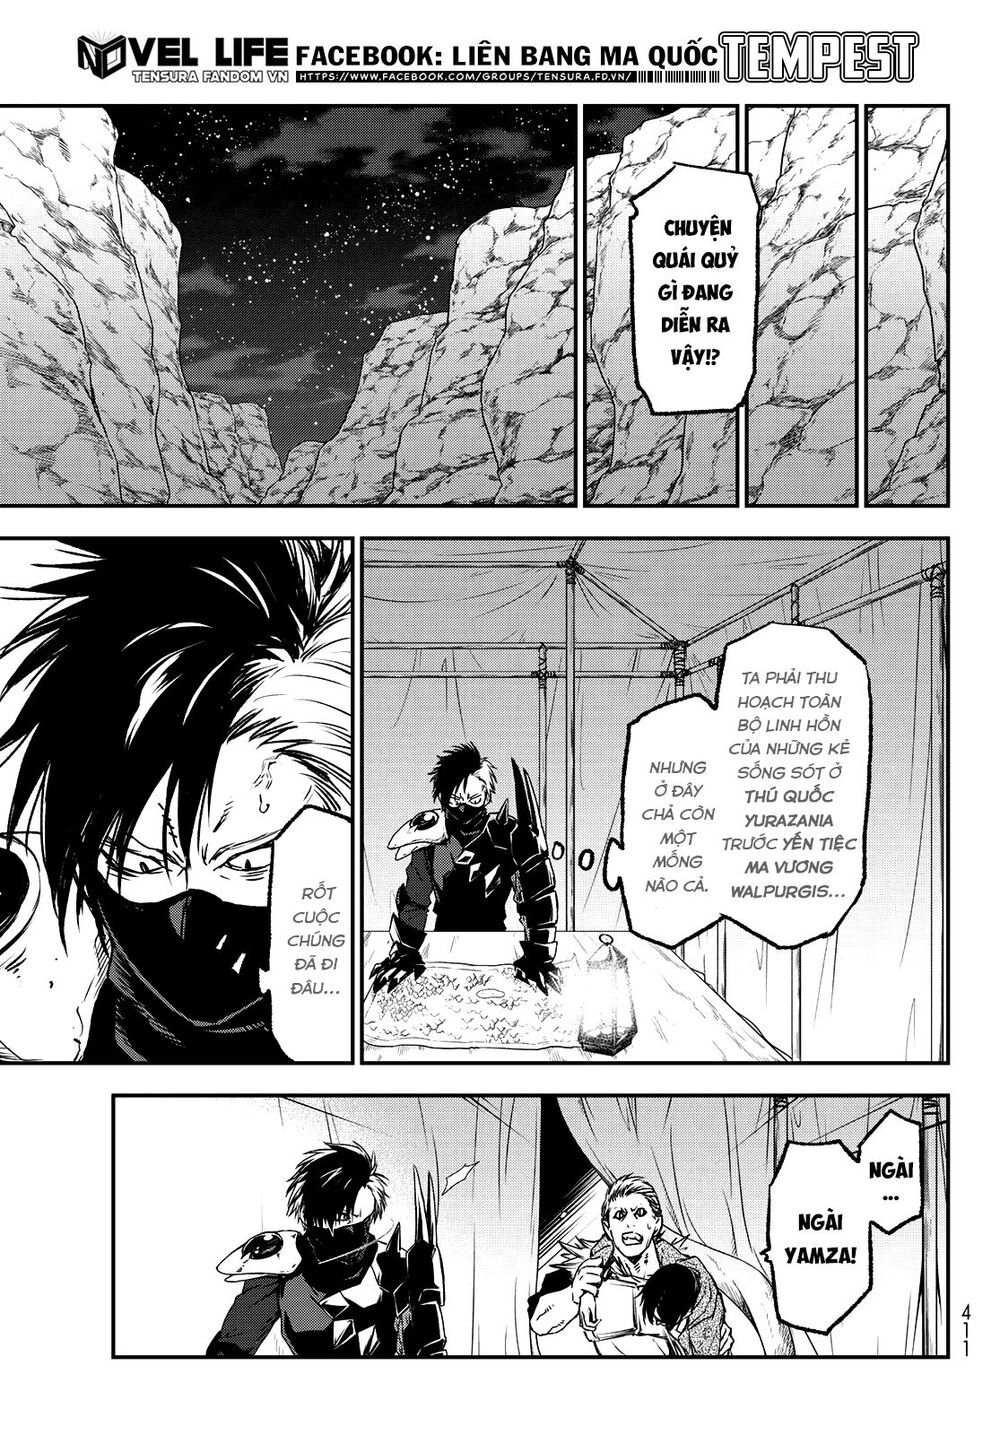 NOVEL LIFE
TENSURA FANDOM VN
FACEBOOK: LIÊN BANG MA QUỐC TEMPEST
HTTPS://WWW.FACEBOOK.COM/GROUPS/TENSURA.FD.VN/
CHUYỆN
QUÁI QUỶ
GÌ ĐANG
DIỄN RA
VẬY!?
TA PHẢI THU
HOẠCH TOÀN
BỘ LINH HỒN
CỦA NHỮNG KẺ
SỐNG SÓT Ở
THÚ QUỐC
YURAZANIA
TRƯỚC YẾN TIỆC
MA VƯƠNG
WALPURGIS...
NHƯNG
Ở ĐÂY
CHẢ CÒN
MỘT
MỐNG
NÀO CẢ.
RỐT
CUỘC
CHÚNG
ĐÃ ĐI
ĐÂU...
NGÀI
...
NGÀI
YAMZA!
411